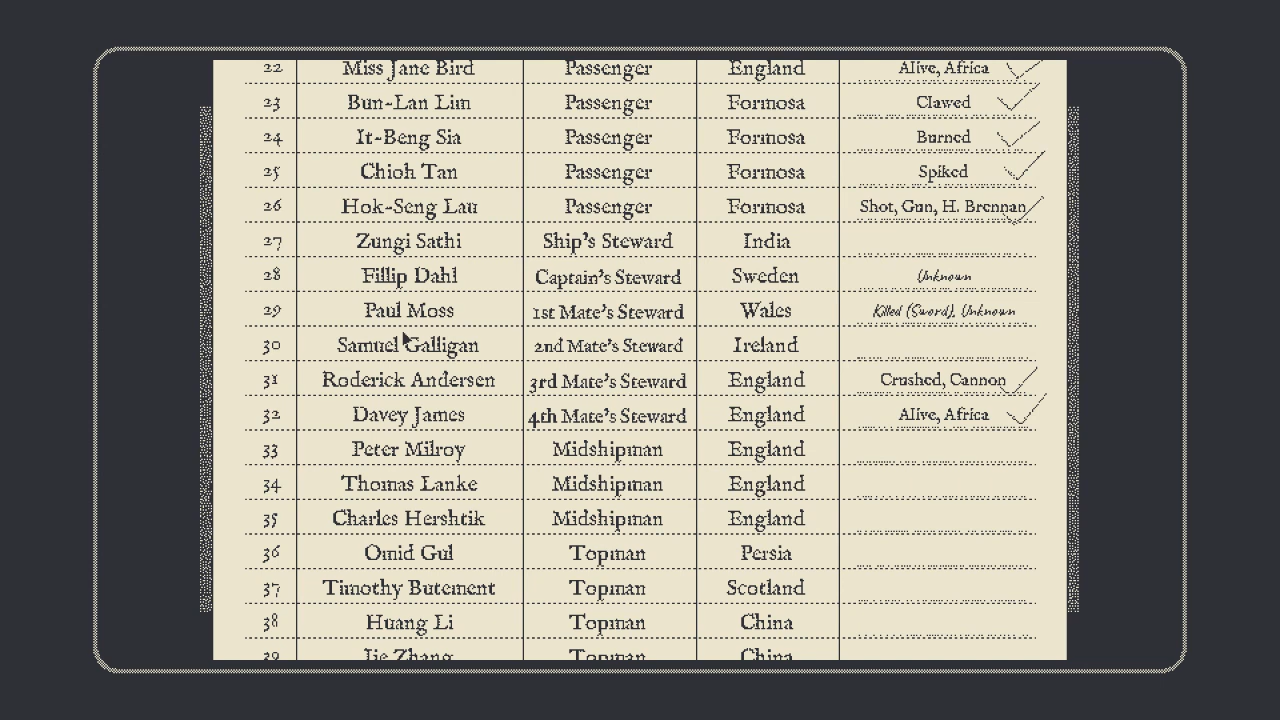 22 Miss Jane Bird Passenger England Alive, Africa
23 Bun-Lan Lim Passenger Formosa Clawed
24 It-Beng Sia Passenger Formosa Burned
25 Chioh Tan Passenger Formosa Spiked
26 Hok-Seng Lau Passenger Formosa Shot, Gun, H. Brennan
27 Zungi Sathi Ship's Steward India
28 Fillip Dahl Captain's Steward Sweden Unknown
29 Paul Moss 1st Mate's Steward Wales Killed (Sword), Unknown
30 Samuel Galligan 2nd Mate's Steward Ireland
31 Roderick Andersen 3rd Mate's Steward England Crushed, Cannon
32 Davey James 4th Mate's Steward England Alive, Africa
33 Peter Milroy Midshipman England
34 Thomas Lanke Midshipman England
35 Charles Hershtik Midshipman England
36 Omid Gul Topman Persia
37 Timothy Butement Topman Scotland
38 Huang Li Topman China
39 Jie Zhang Topman China